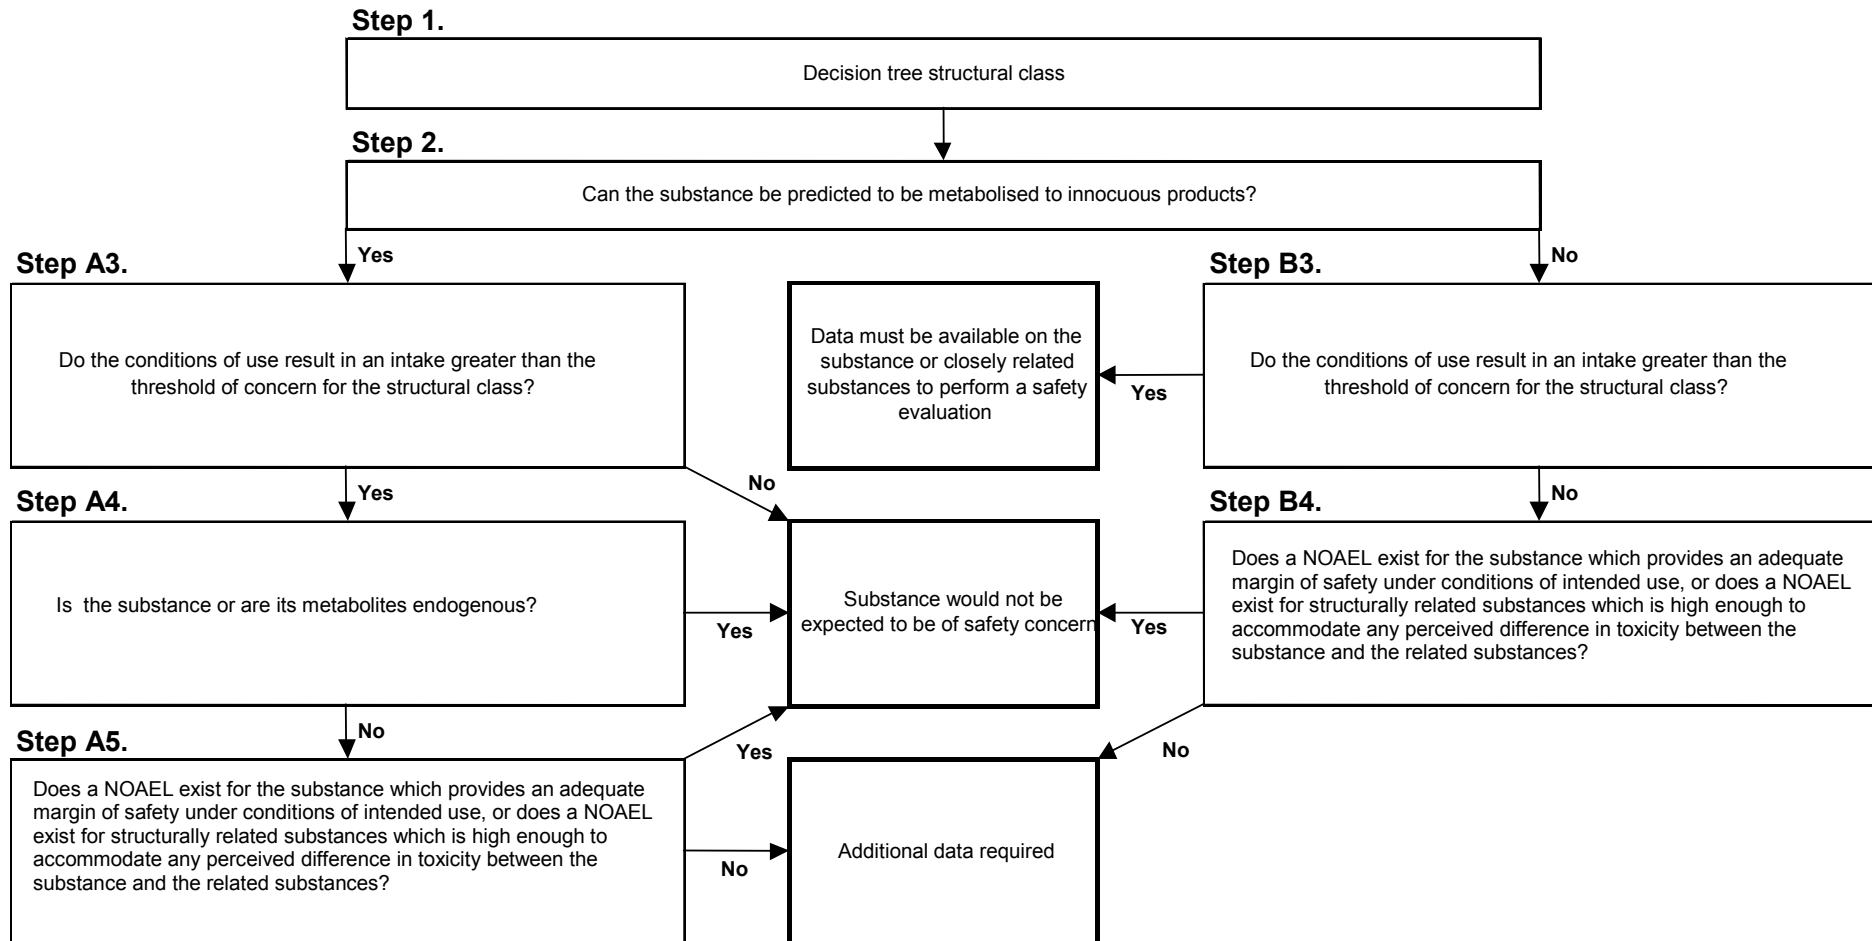 Step 1.
Decision tree structural class
Step 2.
Can the substance be predicted to be metabolised to innocuous products?
Yes
No
Step A3.
Do the conditions of use result in an intake greater than the
threshold of concern for the structural class?
Data must be available on the
substance or closely related
substances to perform a safety
evaluation
Yes
Step B3.
Do the conditions of use result in an intake greater than the
threshold of concern for the structural class?
Yes
No
No
Step A4.
Is the substance or are its metabolites endogenous?
Yes
Substance would not be
expected to be of safety concern
Yes
Step B4.
Does a NOAEL exist for the substance which provides an adequate
margin of safety under conditions of intended use, or does a NOAEL
exist for structurally related substances which is high enough to
accommodate any perceived difference in toxicity between the
substance and the related substances?
No
Yes
No
Step A5.
Does a NOAEL exist for the substance which provides an adequate
margin of safety under conditions of intended use, or does a NOAEL
exist for structurally related substances which is high enough to
accommodate any perceived difference in toxicity between the
substance and the related substances?
No
Additional data required